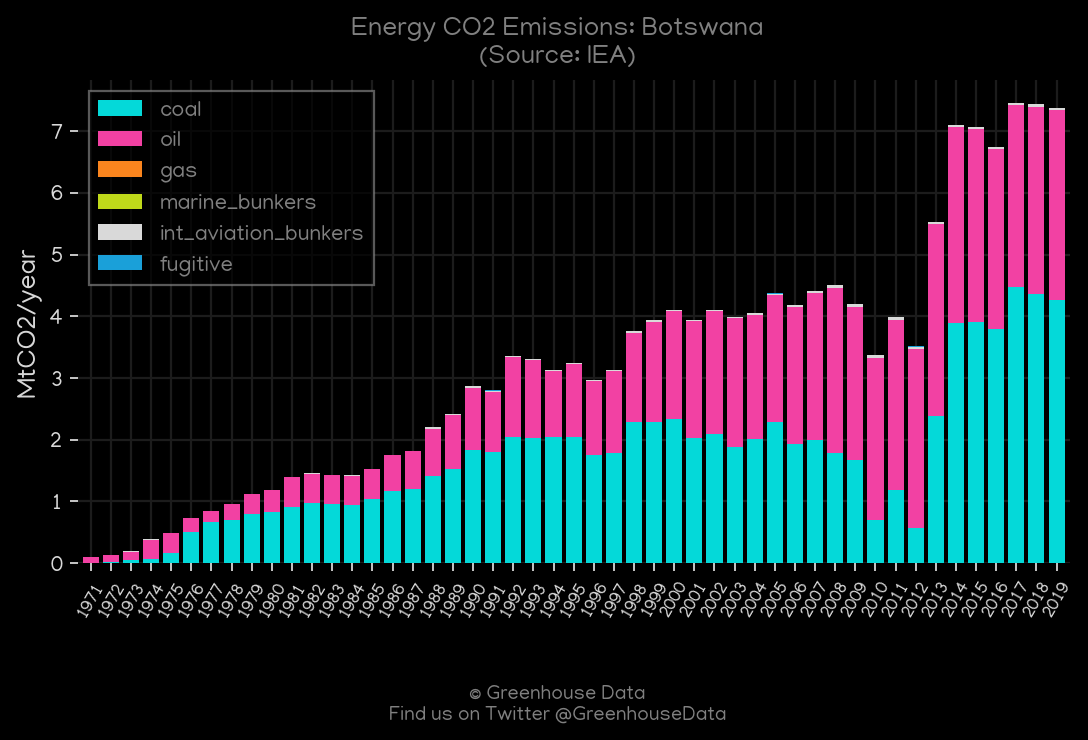 Energy CO2 Emissions: Botswana
(Source: IEA)
coal
oil
gas
marine_bunkers
int_aviation_bunkers
fugitive
MtCO2/year
7
6
5
4
3
2
1
0
1971 1972 1973 1974 1975 1976 1977 1978 1979 1980 1981 1982 1983 1984 1985 1986 1987 1988 1989 1990 1991 1992 1993 1994 1995 1996 1997 1998 1999 2000 2001 2002 2003 2004 2005 2006 2007 2008 2009 2010 2011 2012 2013 2014 2015 2016 2017 2018 2019
© Greenhouse Data
Find us on Twitter @GreenhouseData